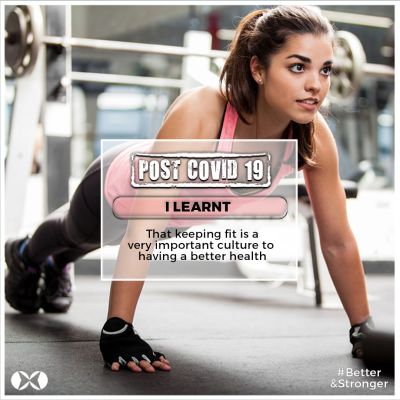 POST COVID 19
I LEARNT
That keeping fit is a
very important culture to
having a better health
#Better
&Stronger